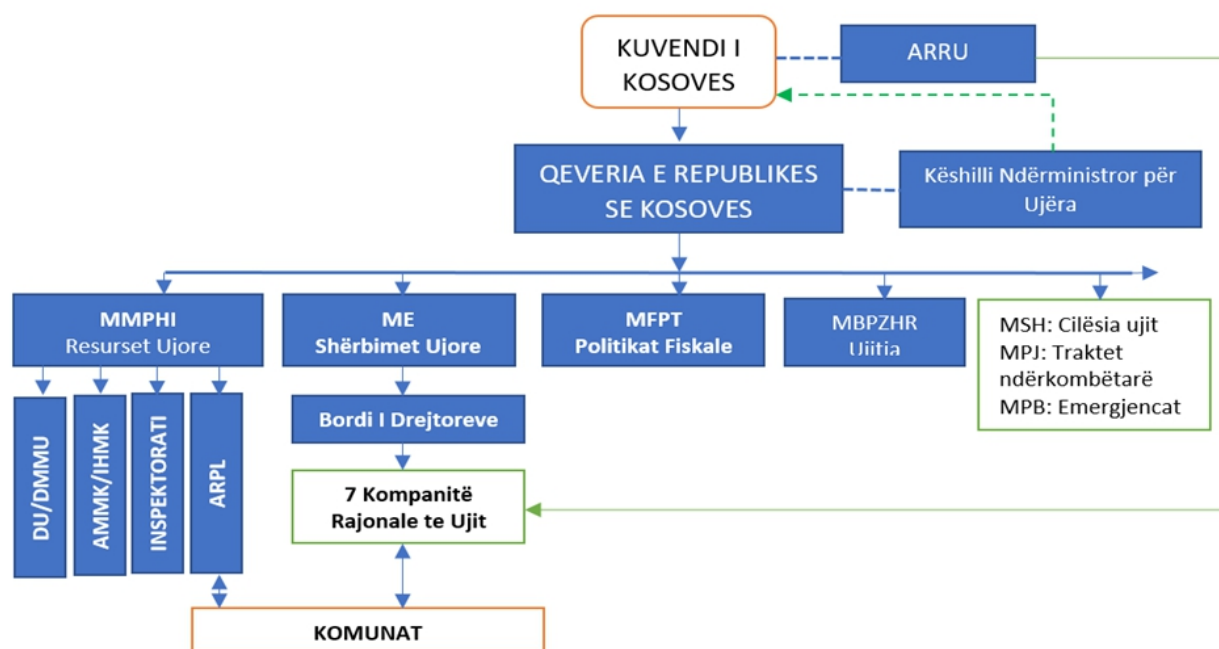 KUVENDI I
KOSOVES
ARRU
QEVERIA E REPUBLIKES
SE KOSOVES
Këshilli Ndërministror për
Ujëra
MMPHI
Resurset Ujore
ME
Shërbimet Ujore
MFPT
Politikat Fiskale
MBPZHR
Ujitja
MSH: Cilësia ujit
MPJ: Traktet
ndërkombëtarë
MPB: Emergjencat
DU/DMMU
AMMK/IHMK
INSPEKTORATI
ARPL
Bordi I Drejtoreve
7 Kompanitë
Rajonale te Ujit
KOMUNAT